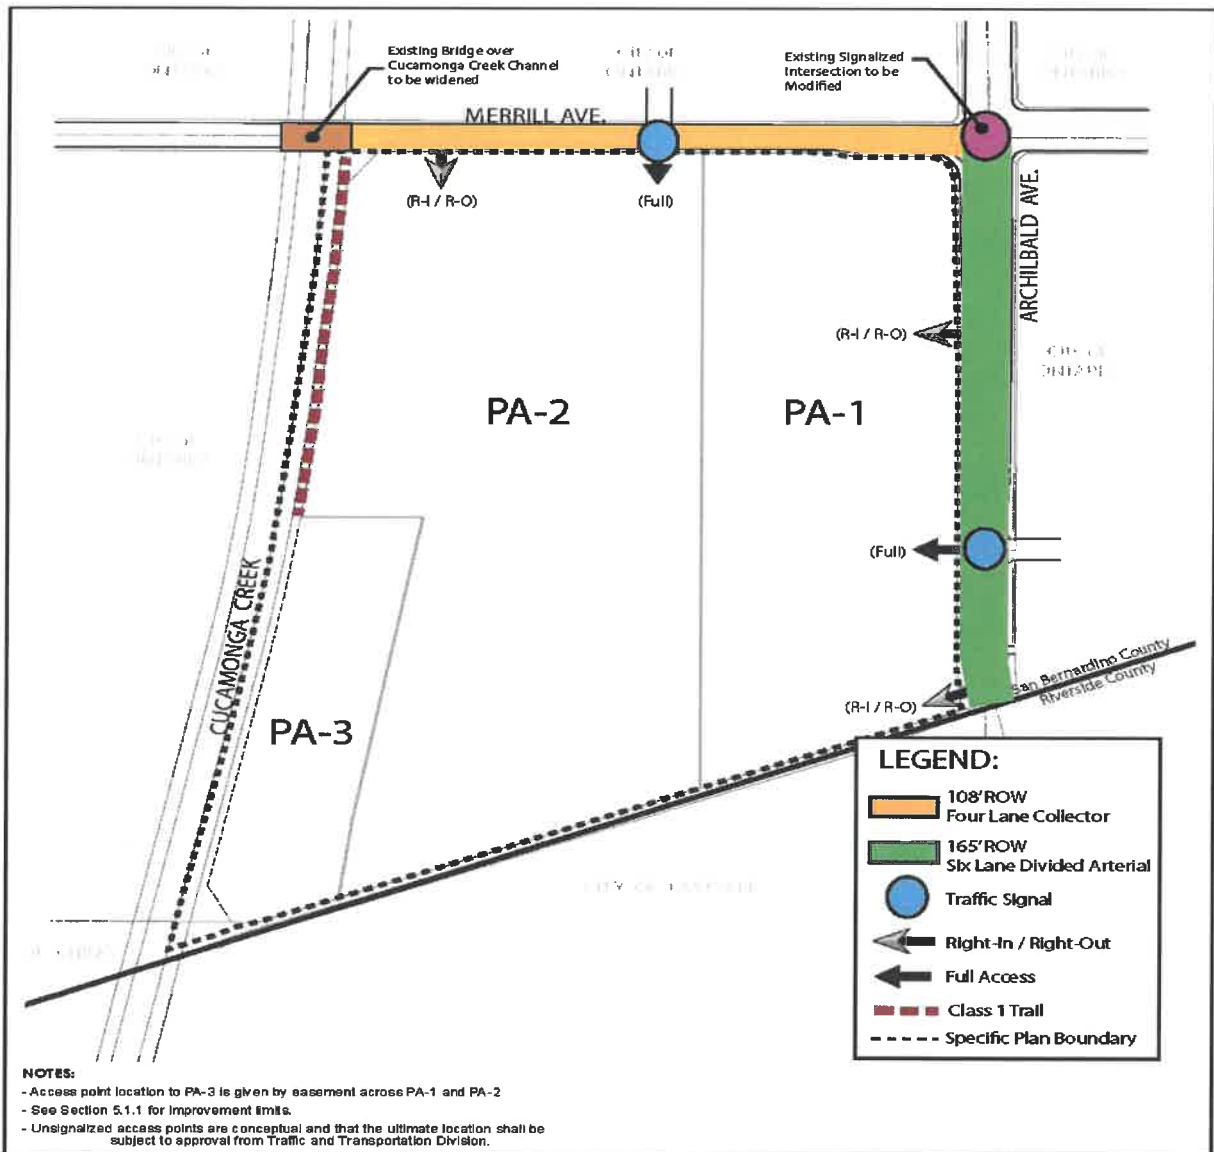 Existing Bridge over
Cucamonga Creek Channel
to be widened
Existing Signalized
Intersection to be
Modified
MERRILL AVE.
(R-I / R-O)
(Full)
ARCHILBALD AVE.
(R-I / R-O)
PA-2
PA-1
(Full)
CUCAMONGA CREEK
San Bernardino County
Riverside County
(R-I / R-O)
PA-3
LEGEND:
108' ROW
Four Lane Collector
165' ROW
Six Lane Divided Arterial
Traffic Signal
Right-In / Right-Out
Full Access
Class 1 Trail
Specific Plan Boundary
NOTES:
- Access point location to PA-3 is given by easement across PA-1 and PA-2
- See Section 5.1.1 for improvement limits.
- Unsignalized access points are conceptual and that the ultimate location shall be
subject to approval from Traffic and Transportation Division.